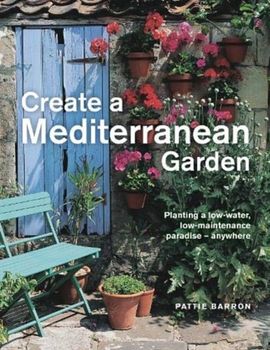 Create a
Mediterranean
Garden
Planting a low-water,
low-maintenance
paradise – anywhere
PATTIE BARRON